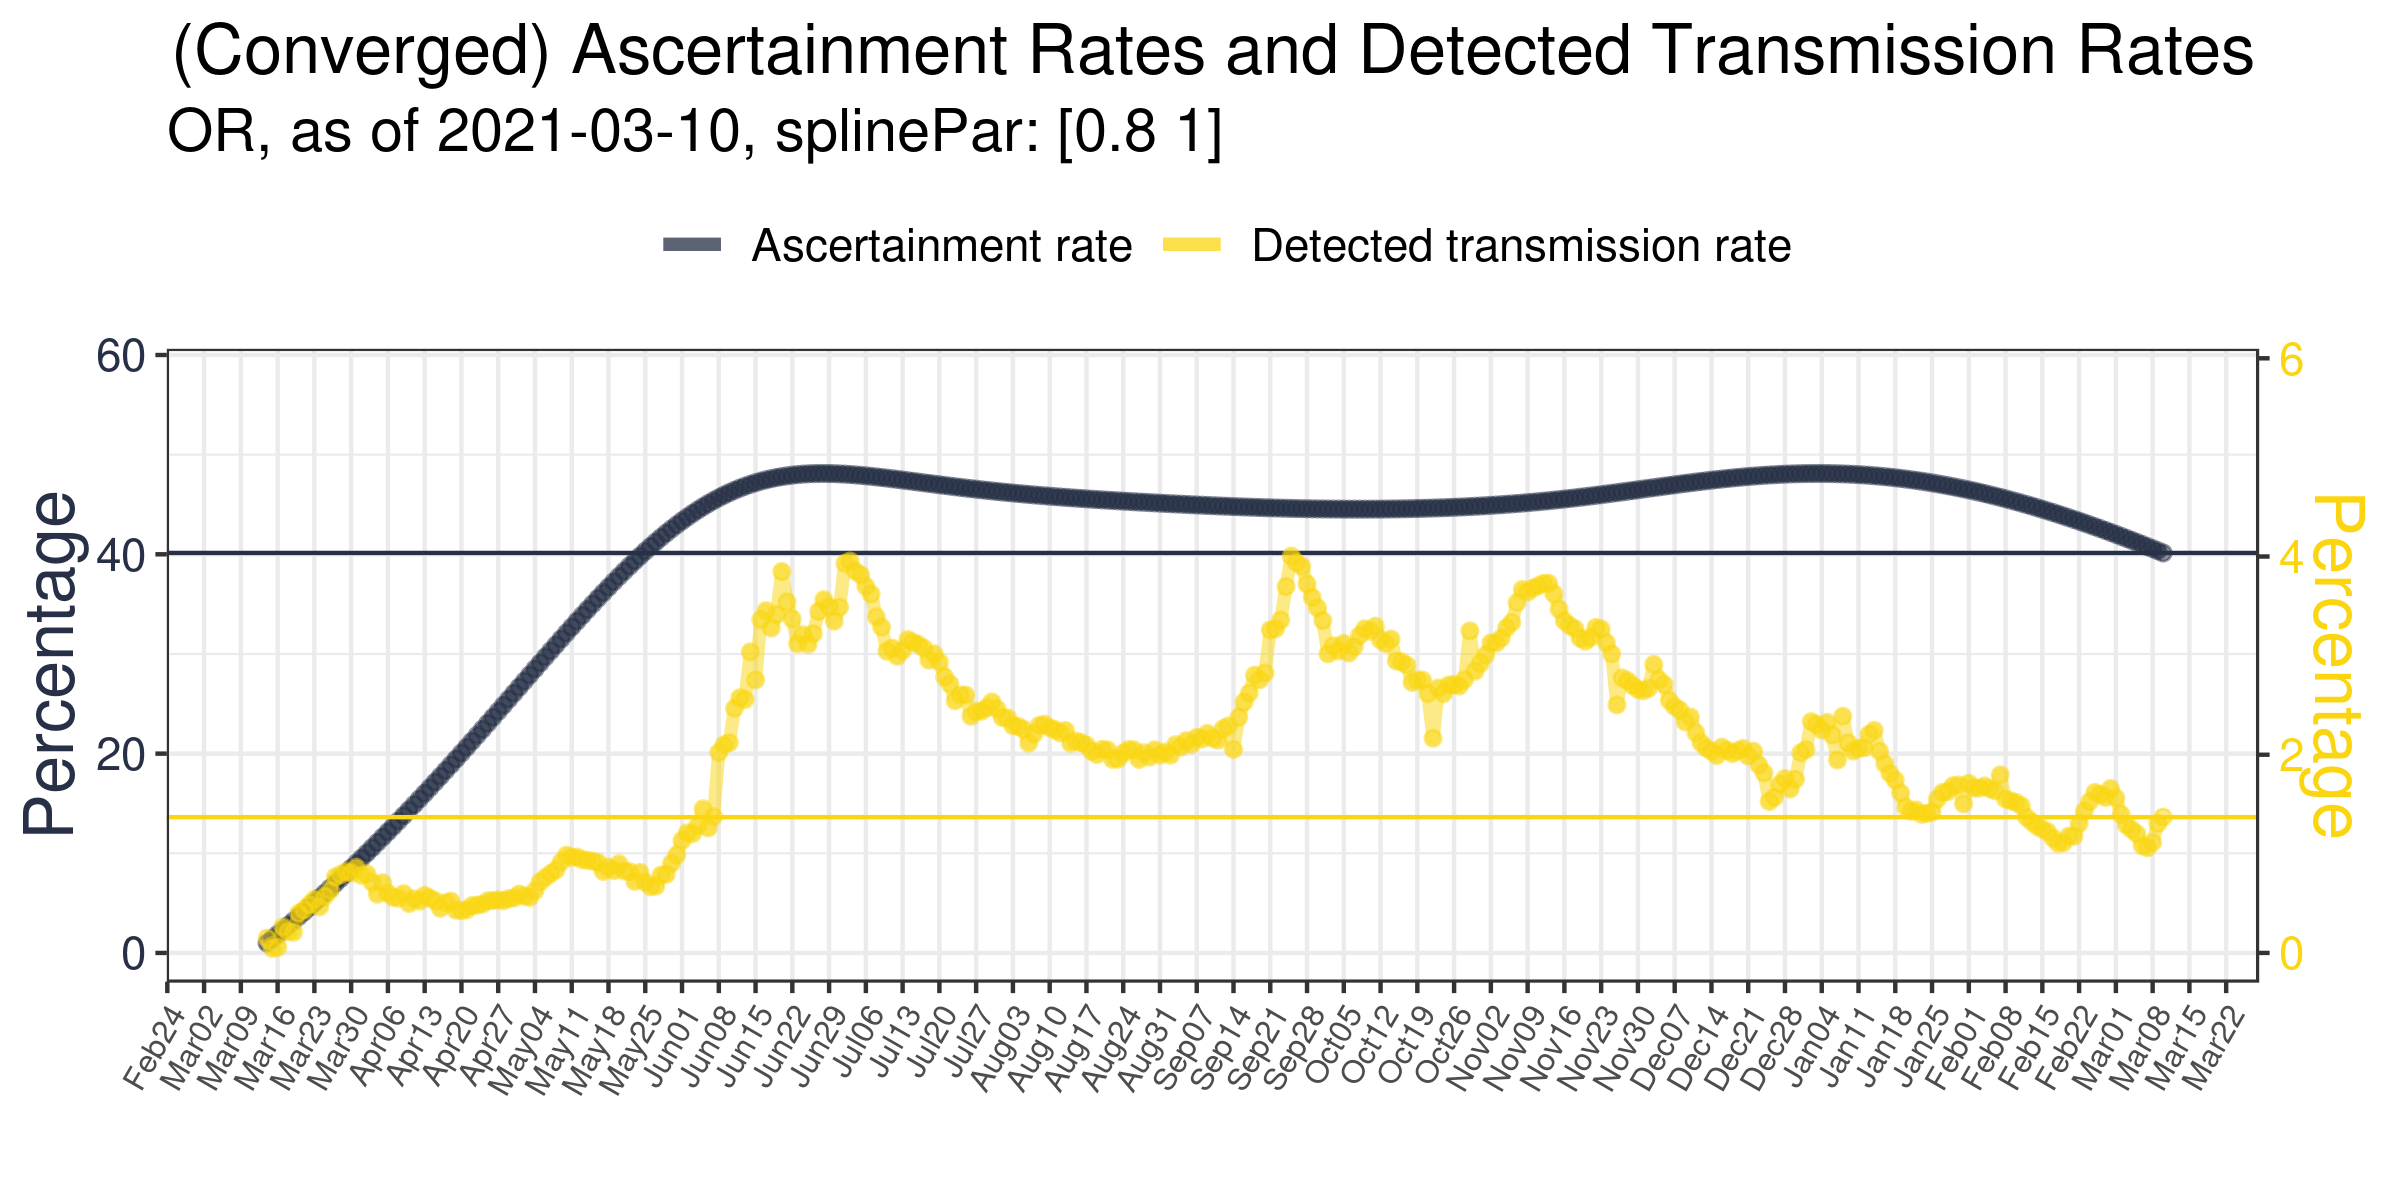 (Converged) Ascertainment Rates and Detected Transmission Rates
OR, as of 2021-03-10, splinePar: [0.8 1]
Ascertainment rate
Detected transmission rate
Percentage
60
40
20
0
6
4
2
0
Percentage
Feb24
Mar02
Mar09
Mar16
Mar23
Mar30
Apr06
Apr13
Apr20
Apr27
May04
May11
May18
May25
Jun01
Jun08
Jun15
Jun22
Jun29
Jul06
Jul13
Jul20
Jul27
Aug03
Aug10
Aug17
Aug24
Aug31
Sep07
Sep14
Sep21
Sep28
Oct05
Oct12
Oct19
Oct26
Nov02
Nov09
Nov16
Nov23
Nov30
Dec07
Dec14
Dec21
Dec28
Jan04
Jan11
Jan18
Jan25
Feb01
Feb08
Feb15
Feb22
Mar01
Mar08
Mar15
Mar22